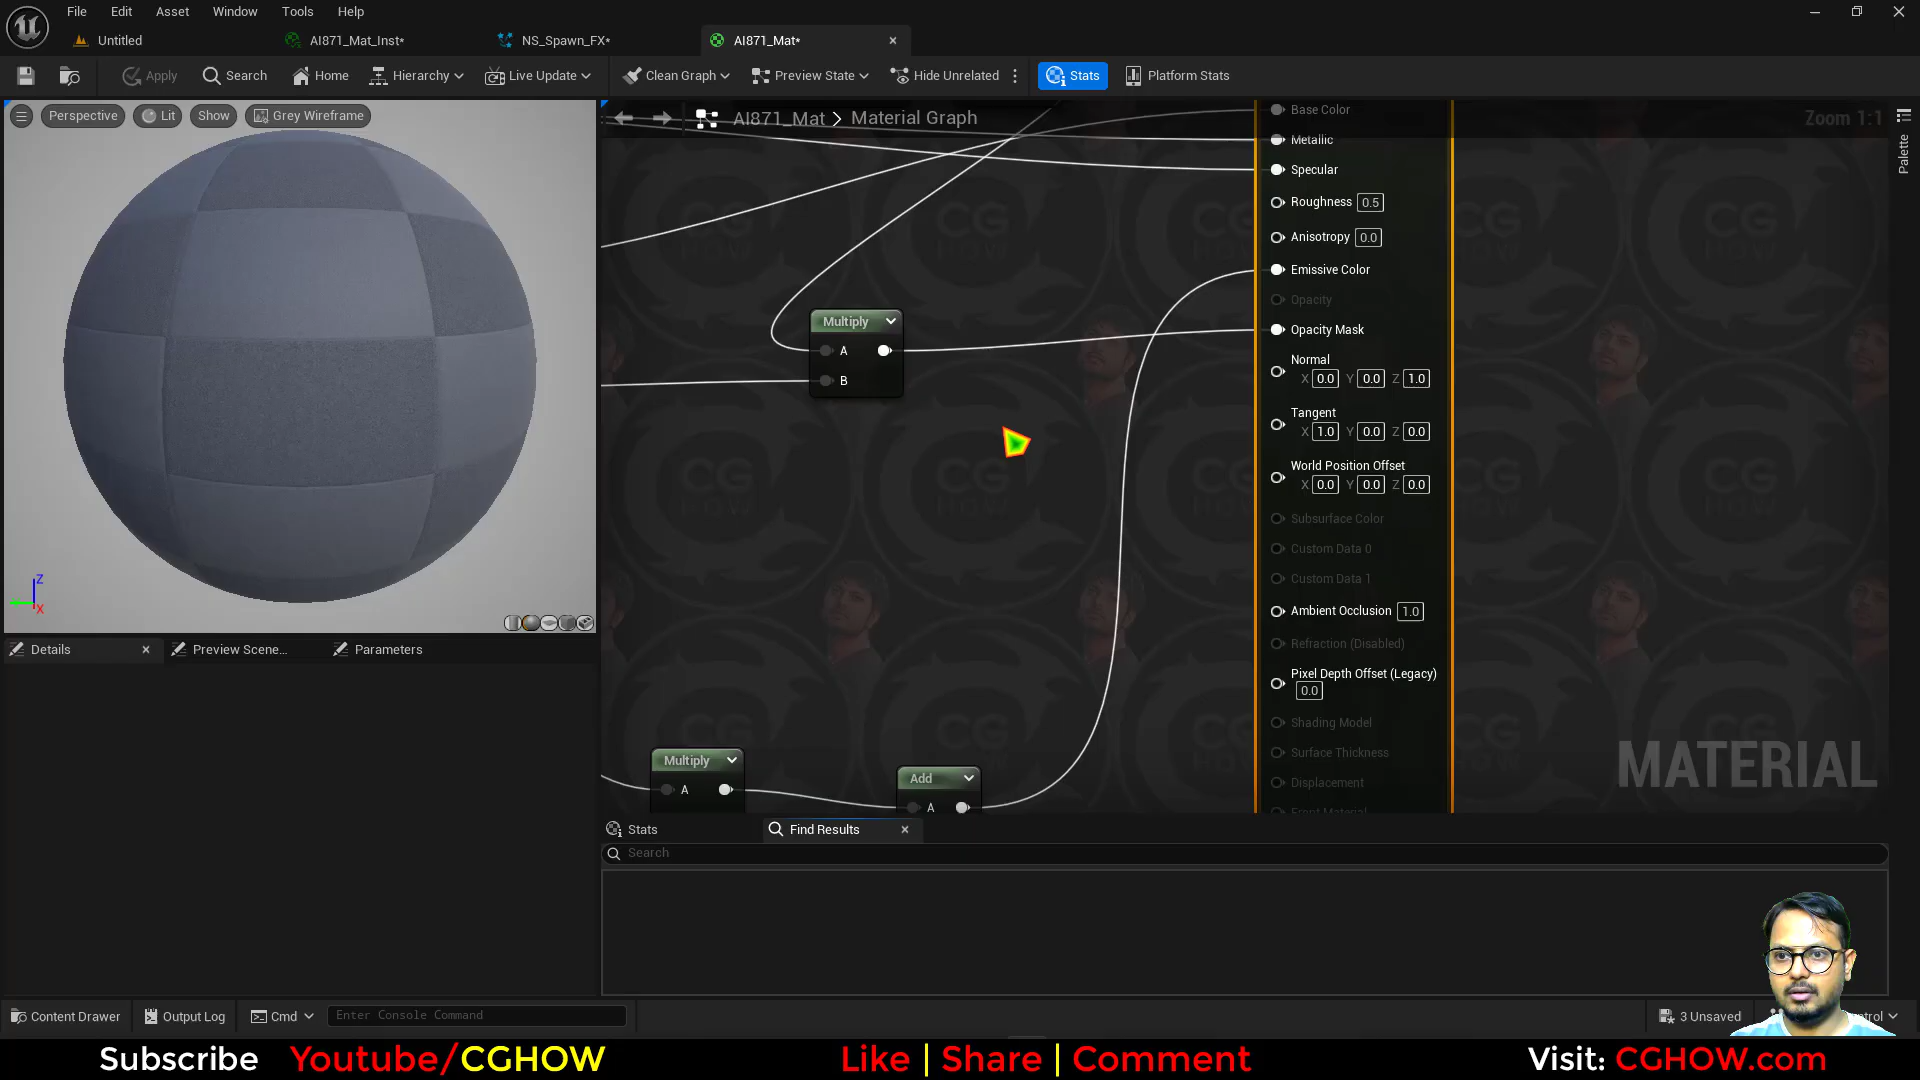 File Edit Asset Window Tools Help
Untitled AI871_Mat_Inst* NS_Spawn_FX* AI871_Mat*
Apply Search Home Hierarchy Live Update Clean Graph Preview State Hide Unrelated Stats Platform Stats
Perspective Lit Show Grey Wireframe
AI871_Mat > Material Graph Zoom 1:1
Palette
Base Color
Metallic
Specular
Roughness 0.5
Anisotropy 0.0
Emissive Color
Opacity
Opacity Mask
Normal
X 0.0 Y 0.0 Z 1.0
Tangent
X 1.0 Y 0.0 Z 0.0
World Position Offset
X 0.0 Y 0.0 Z 0.0
Subsurface Color
Custom Data 0
Custom Data 1
Ambient Occlusion 1.0
Refraction (Disabled)
Pixel Depth Offset (Legacy)
0.0
Shading Model
Surface Thickness
Displacement
Front Material
Multiply
A
B
Multiply
A
Add
A
MATERIAL
CG HOW
Z
X
Details Preview Scene... Parameters
Stats Find Results
Search
Content Drawer Output Log Cmd Enter Console Command 3 Unsaved
Subscribe Youtube/CGHOW Like | Share | Comment Visit: CGHOW.com